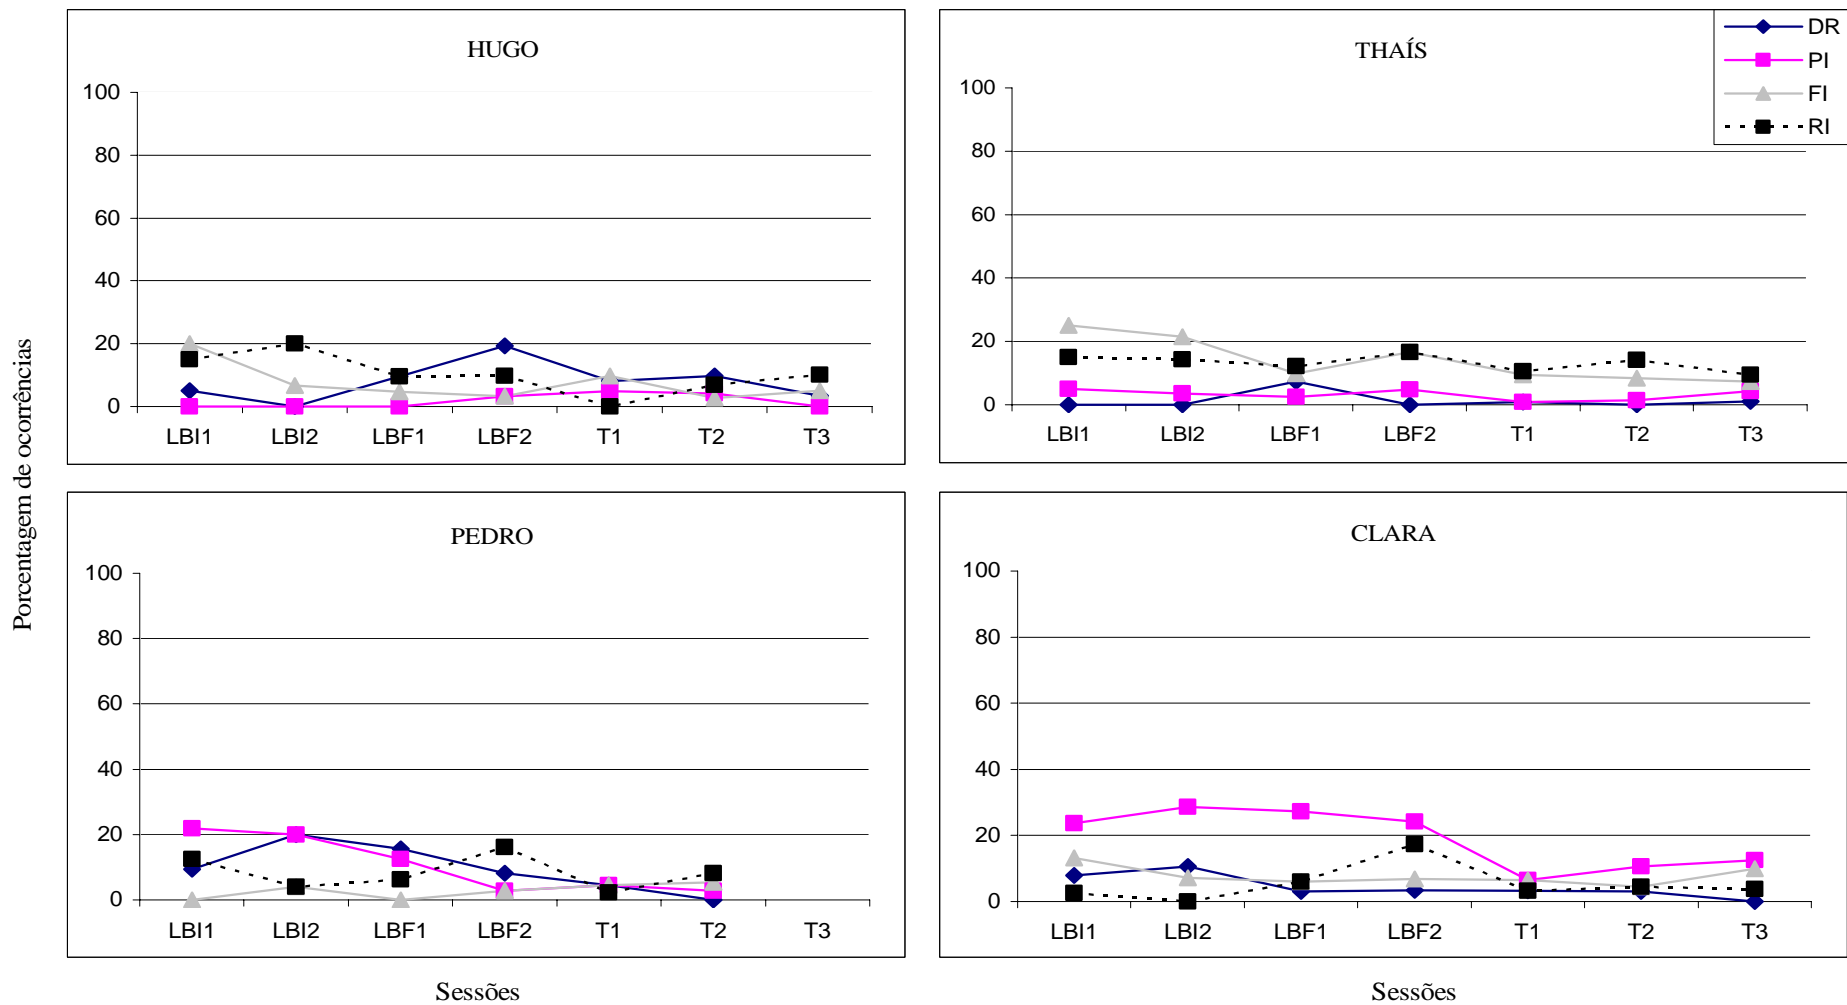 HUGO
100
80
60
40
20
0
LBI1 LBI2 LBF1 LBF2 T1 T2 T3
THAÍS
100
80
60
40
20
0
LBI1 LBI2 LBF1 LBF2 T1 T2 T3
DR
PI
FI
RI
Porcentagem de ocorrências
PEDRO
100
80
60
40
20
0
LBI1 LBI2 LBF1 LBF2 T1 T2 T3
Sessões
CLARA
100
80
60
40
20
0
LBI1 LBI2 LBF1 LBF2 T1 T2 T3
Sessões